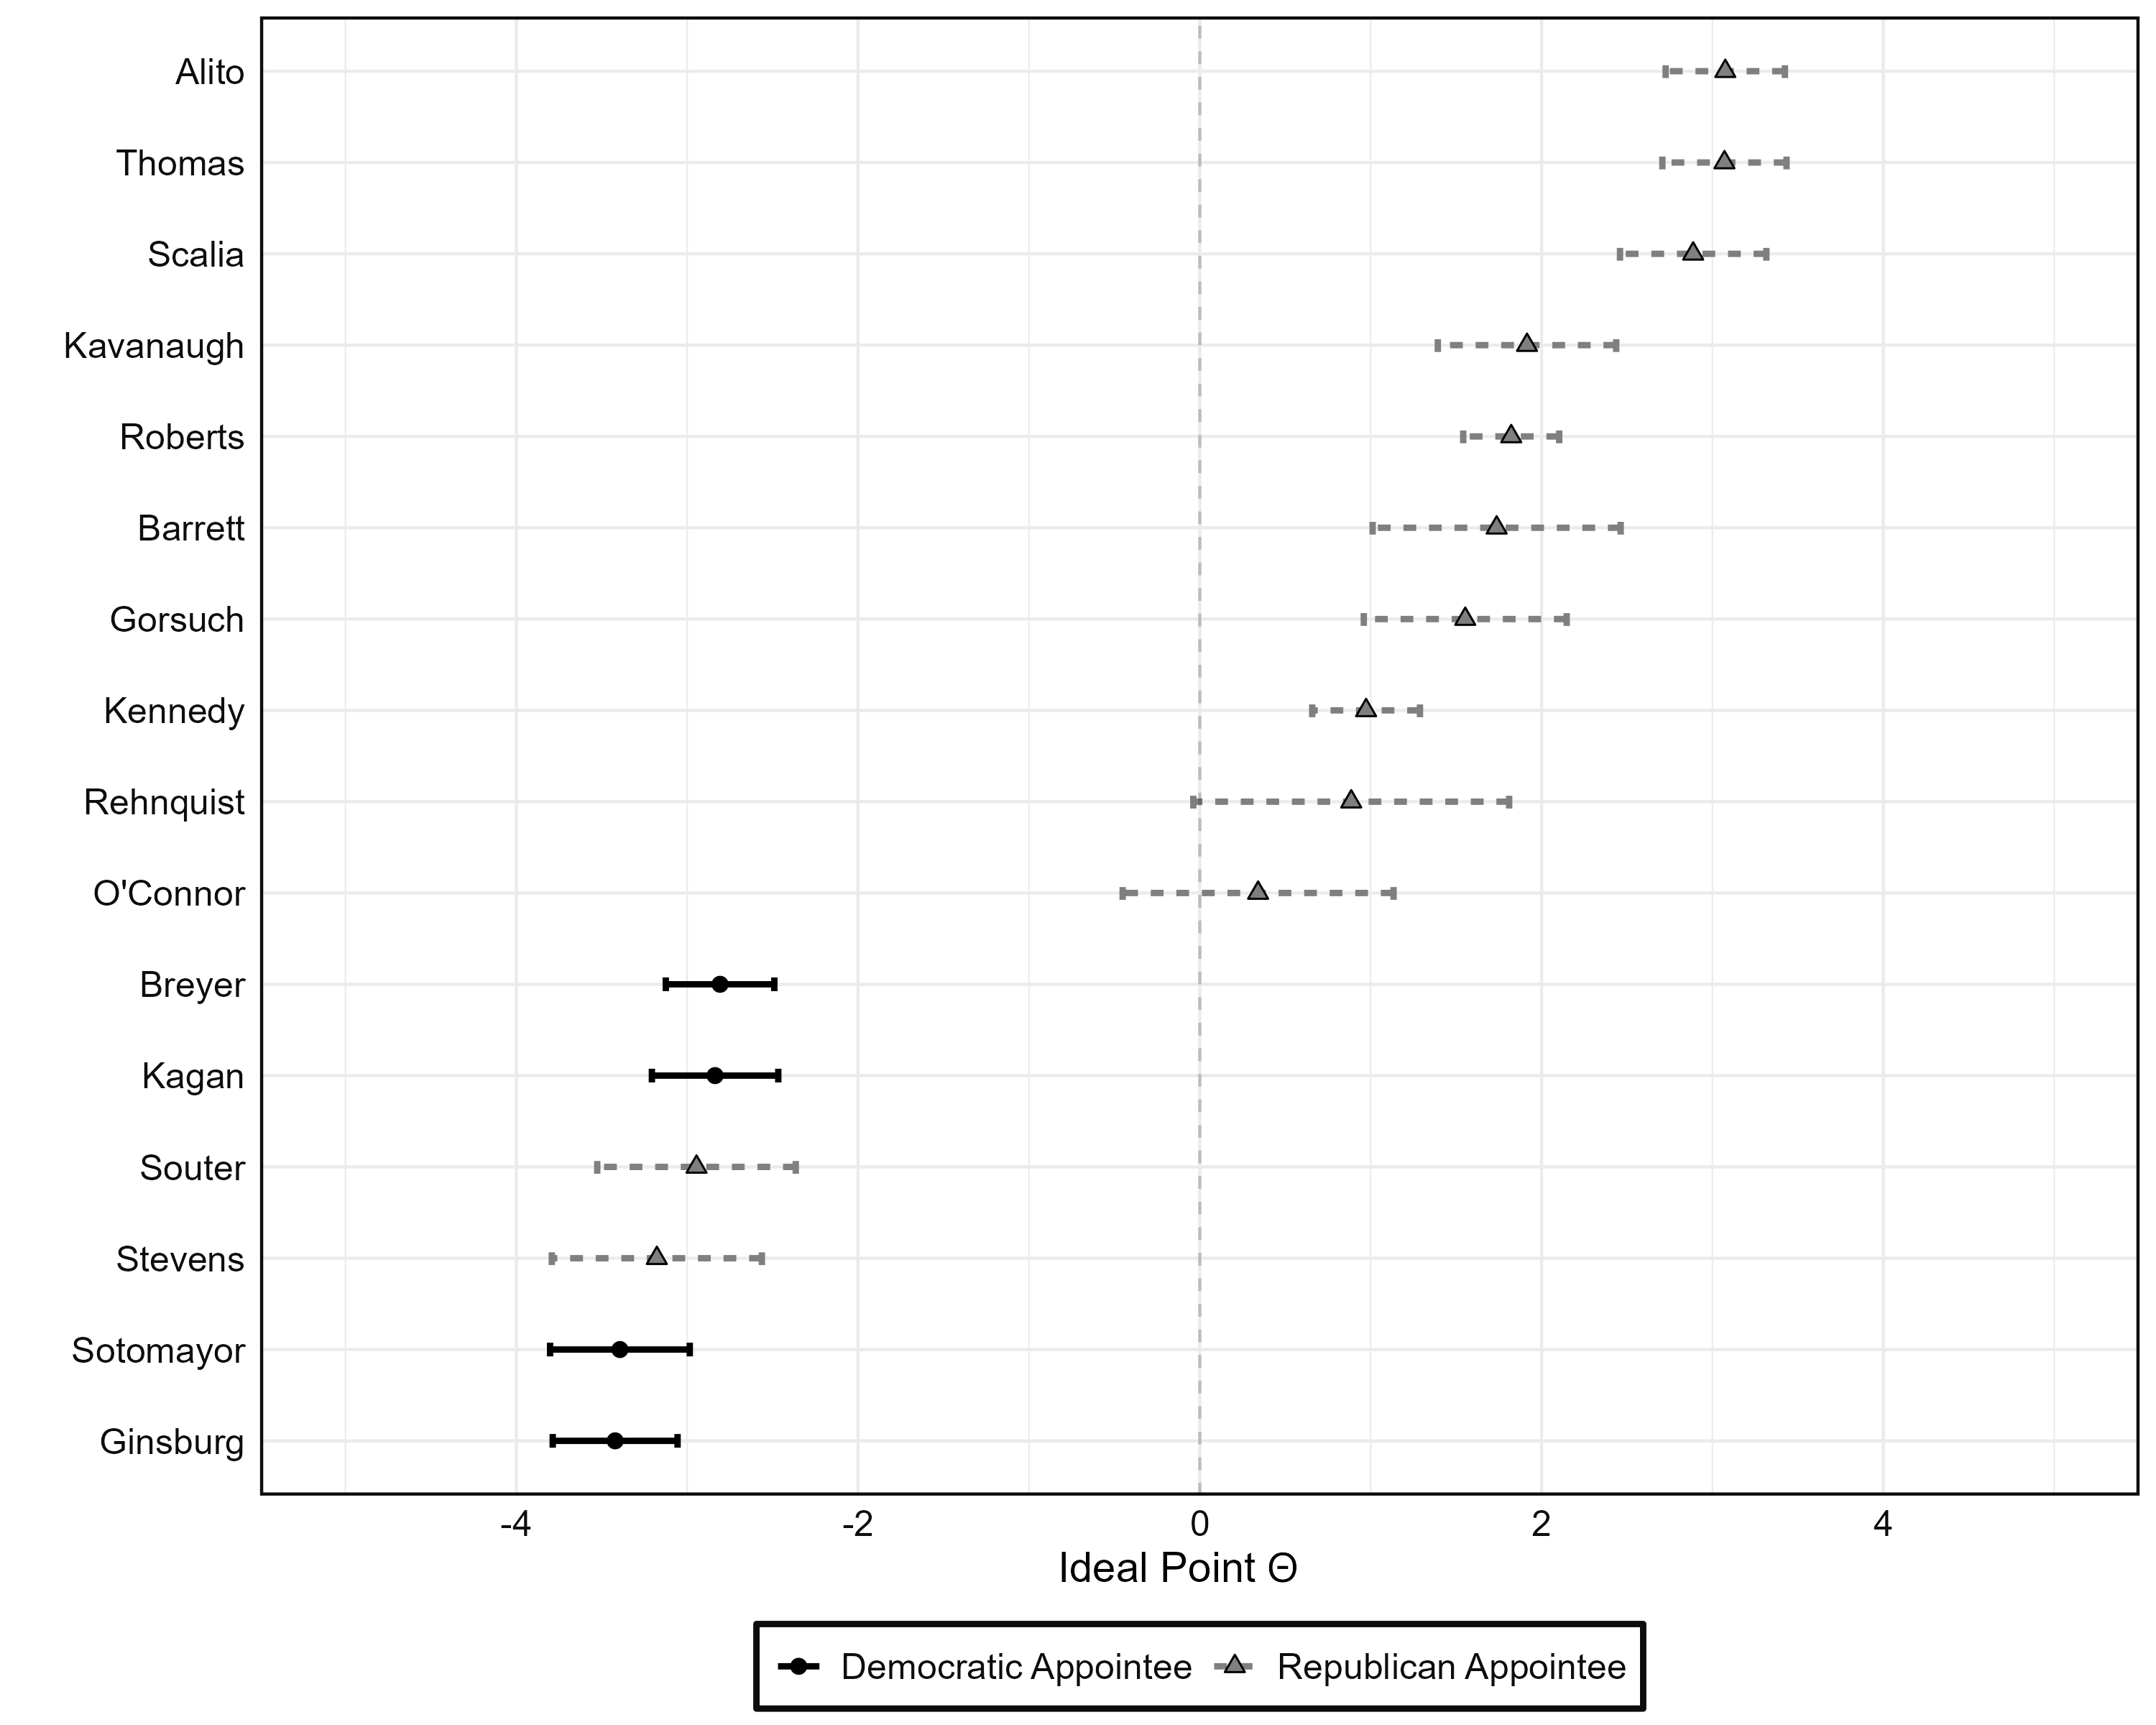 Alito
Thomas
Scalia
Kavanaugh
Roberts
Barrett
Gorsuch
Kennedy
Rehnquist
O'Connor
Breyer
Kagan
Souter
Stevens
Sotomayor
Ginsburg
-4 -2 0 2 4
Ideal Point Θ
Democratic Appointee Republican Appointee